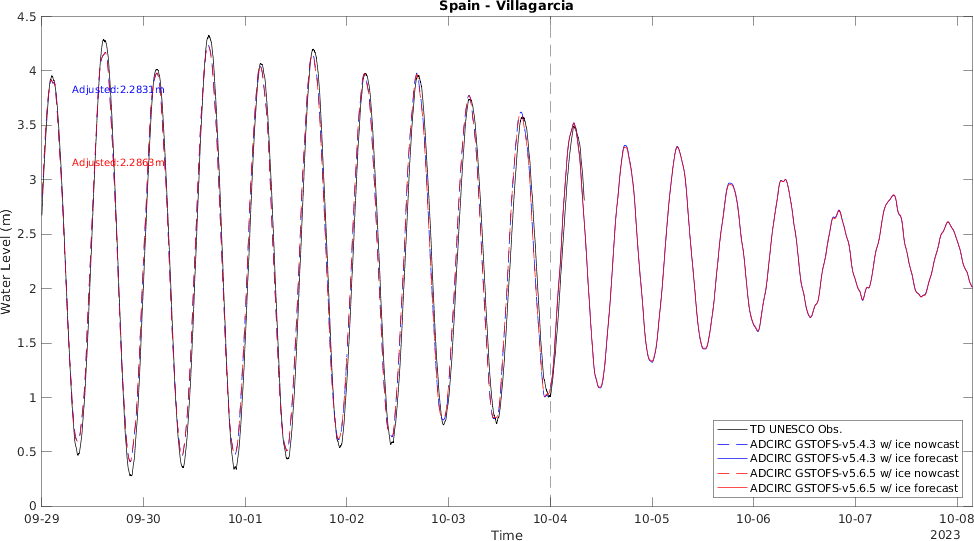 Spain - Villagarcia
4.5
4
3.5
3
2.5
2
1.5
1
0.5
0
Water Level (m)
Adjusted:2.2831m
Adjusted:2.2863m
TD UNESCO Obs.
ADCIRC GSTOFS-v5.4.3 w/ ice nowcast
ADCIRC GSTOFS-v5.4.3 w/ ice forecast
ADCIRC GSTOFS-v5.6.5 w/ ice nowcast
ADCIRC GSTOFS-v5.6.5 w/ ice forecast
09-29 09-30 10-01 10-02 10-03 10-04 10-05 10-06 10-07 10-08
2023
Time